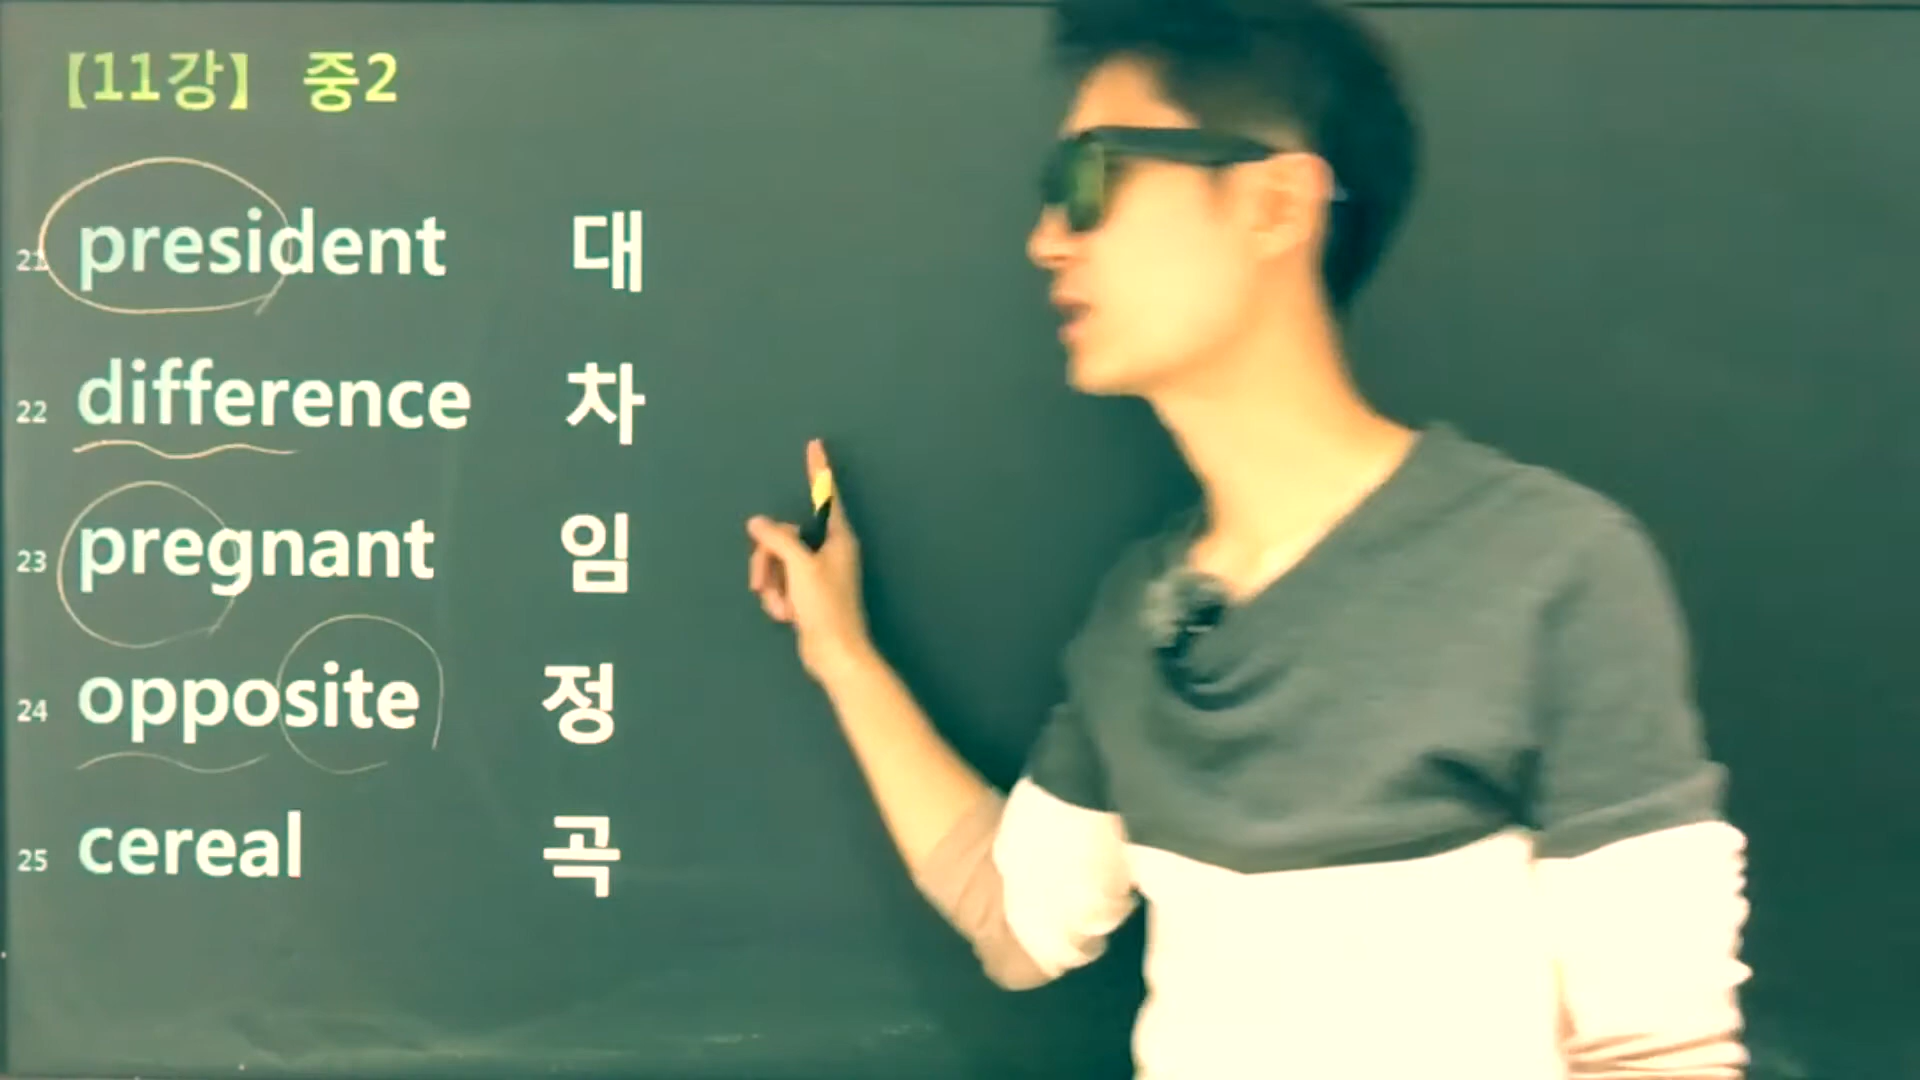 【11강】 중2
21 president 대
22 difference 차
23 pregnant 임
24 opposite 정
25 cereal 곡